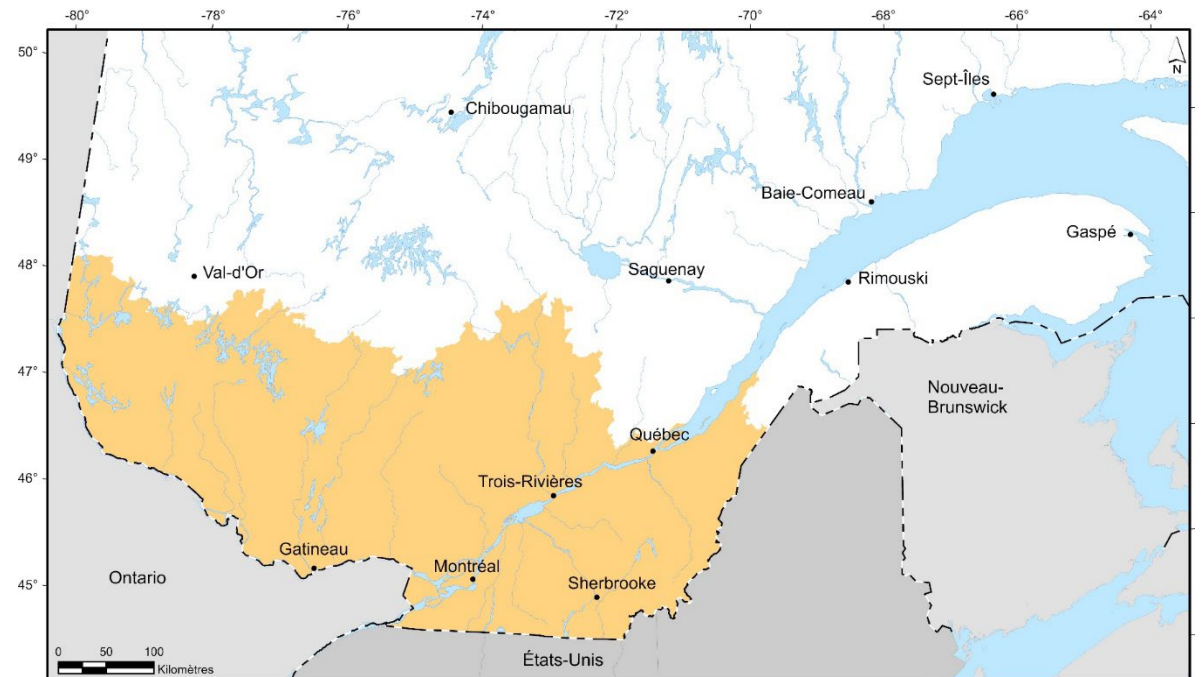 -80° -78° -76° -74° -72° -70° -68° -66° -64°
50°
N
Sept-Îles
Chibougamau
49°
Baie-Comeau
Gaspé
48°
Val-d'Or
Saguenay
Rimouski
47°
Nouveau-
Brunswick
Québec
46°
Trois-Rivières
Gatineau
Montréal
Ontario
45°
Sherbrooke
0 50 100
Kilomètres
États-Unis